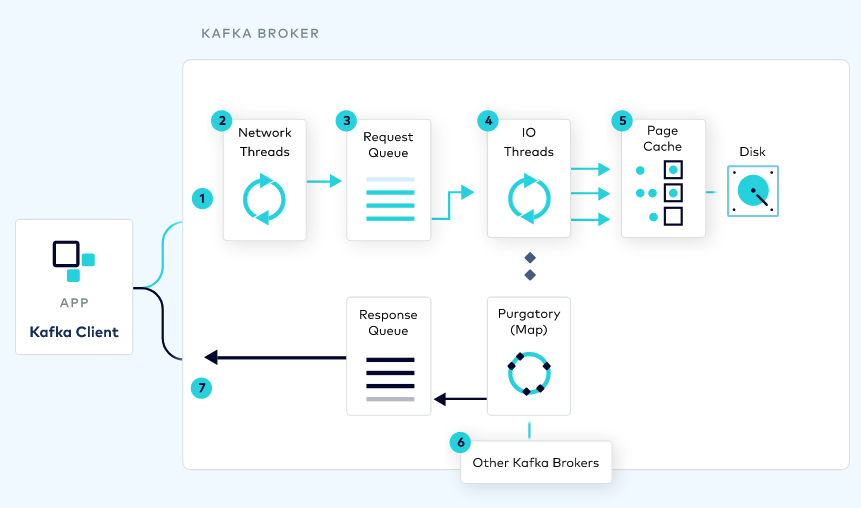 KAFKA BROKER
2
Network
Threads
3
Request
Queue
4
IO
Threads
5
Page
Cache
Disk
1
APP
Kafka Client
Response
Queue
Purgatory
(Map)
7
6
Other Kafka Brokers